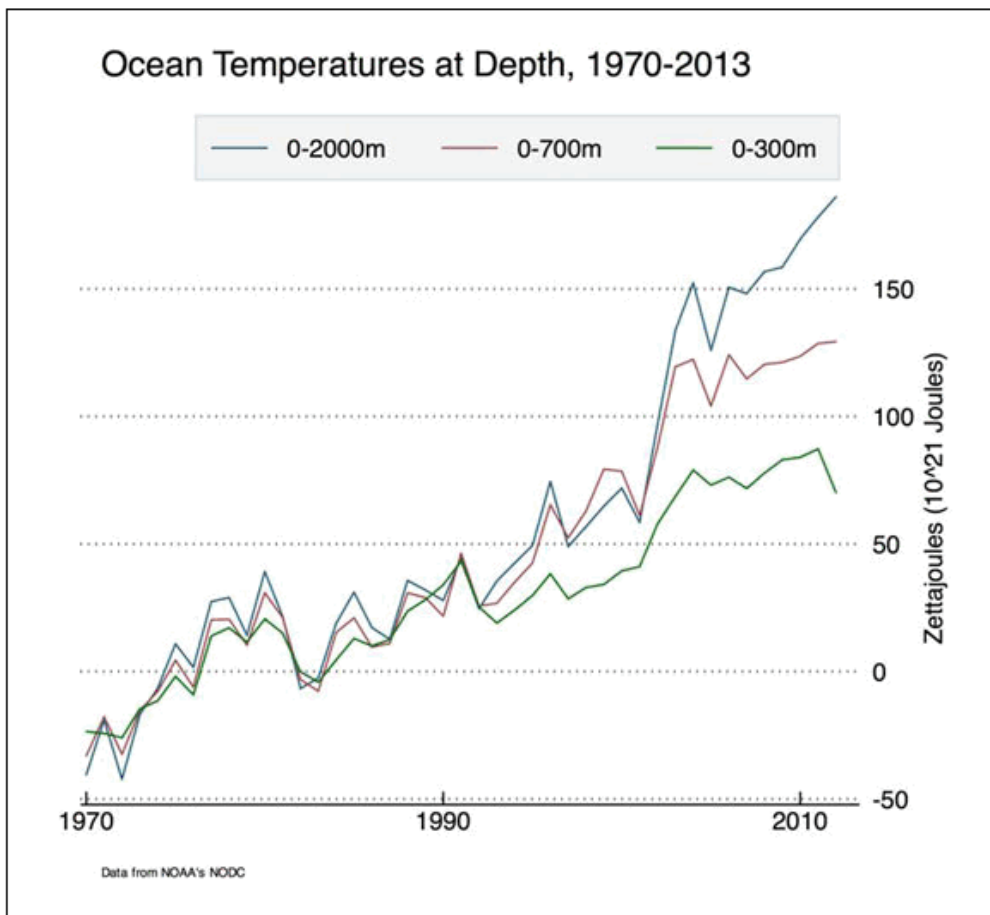 Ocean Temperatures at Depth, 1970-2013
0-2000m 0-700m 0-300m
150
100
50
0
-50
Zettajoules (10^21 Joules)
1970 1990 2010
Data from NOAA's NODC